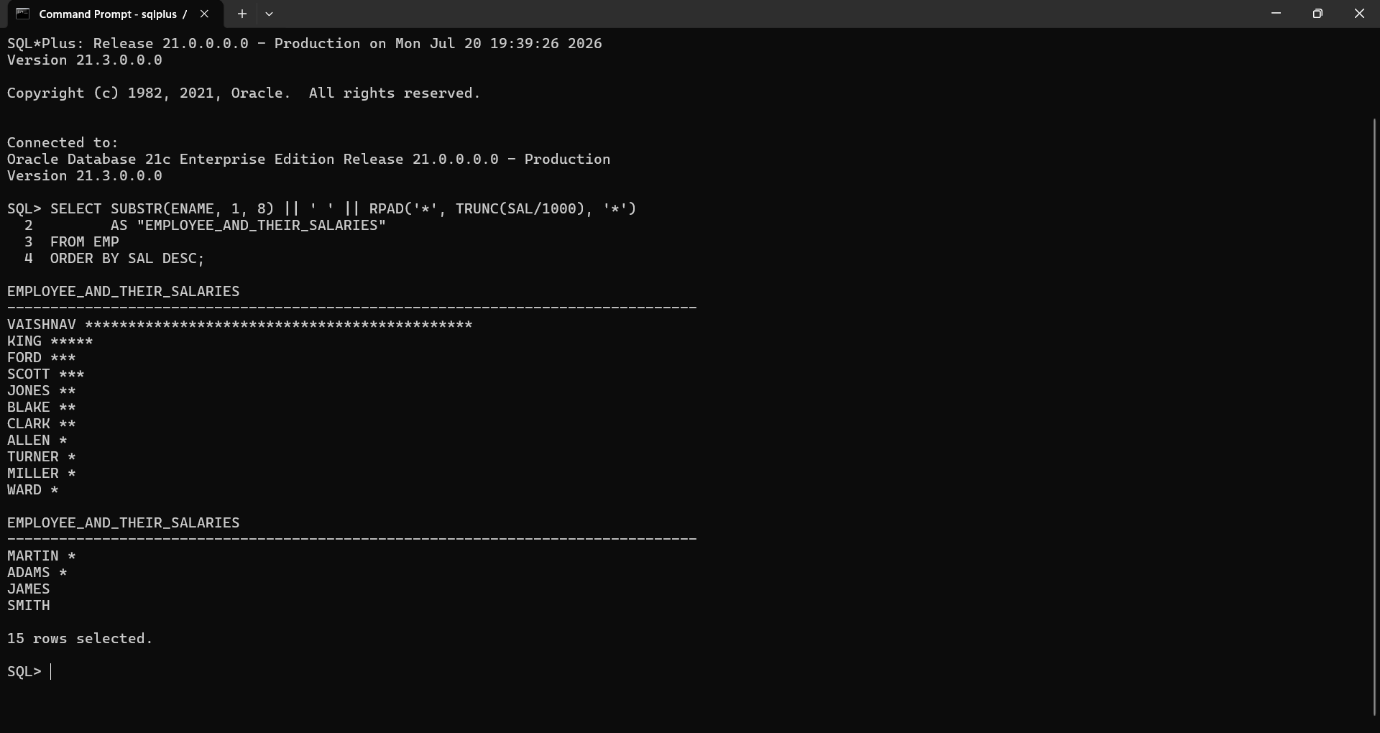 Command Prompt - sqlplus /
SQL*Plus: Release 21.0.0.0.0 - Production on Mon Jul 20 19:39:26 2026
Version 21.3.0.0.0
Copyright (c) 1982, 2021, Oracle.  All rights reserved.
Connected to:
Oracle Database 21c Enterprise Edition Release 21.0.0.0.0 - Production
Version 21.3.0.0.0
SQL> SELECT SUBSTR(ENAME, 1, 8) || ' ' || RPAD('*', TRUNC(SAL/1000), '*')
  2         AS "EMPLOYEE_AND_THEIR_SALARIES"
  3  FROM EMP
  4  ORDER BY SAL DESC;
EMPLOYEE_AND_THEIR_SALARIES
--------------------------------------------------------------------------------
VAISHNAV *********************************************
KING *****
FORD ***
SCOTT ***
JONES **
BLAKE **
CLARK **
ALLEN *
TURNER *
MILLER *
WARD *
EMPLOYEE_AND_THEIR_SALARIES
--------------------------------------------------------------------------------
MARTIN *
ADAMS *
JAMES
SMITH
15 rows selected.
SQL>